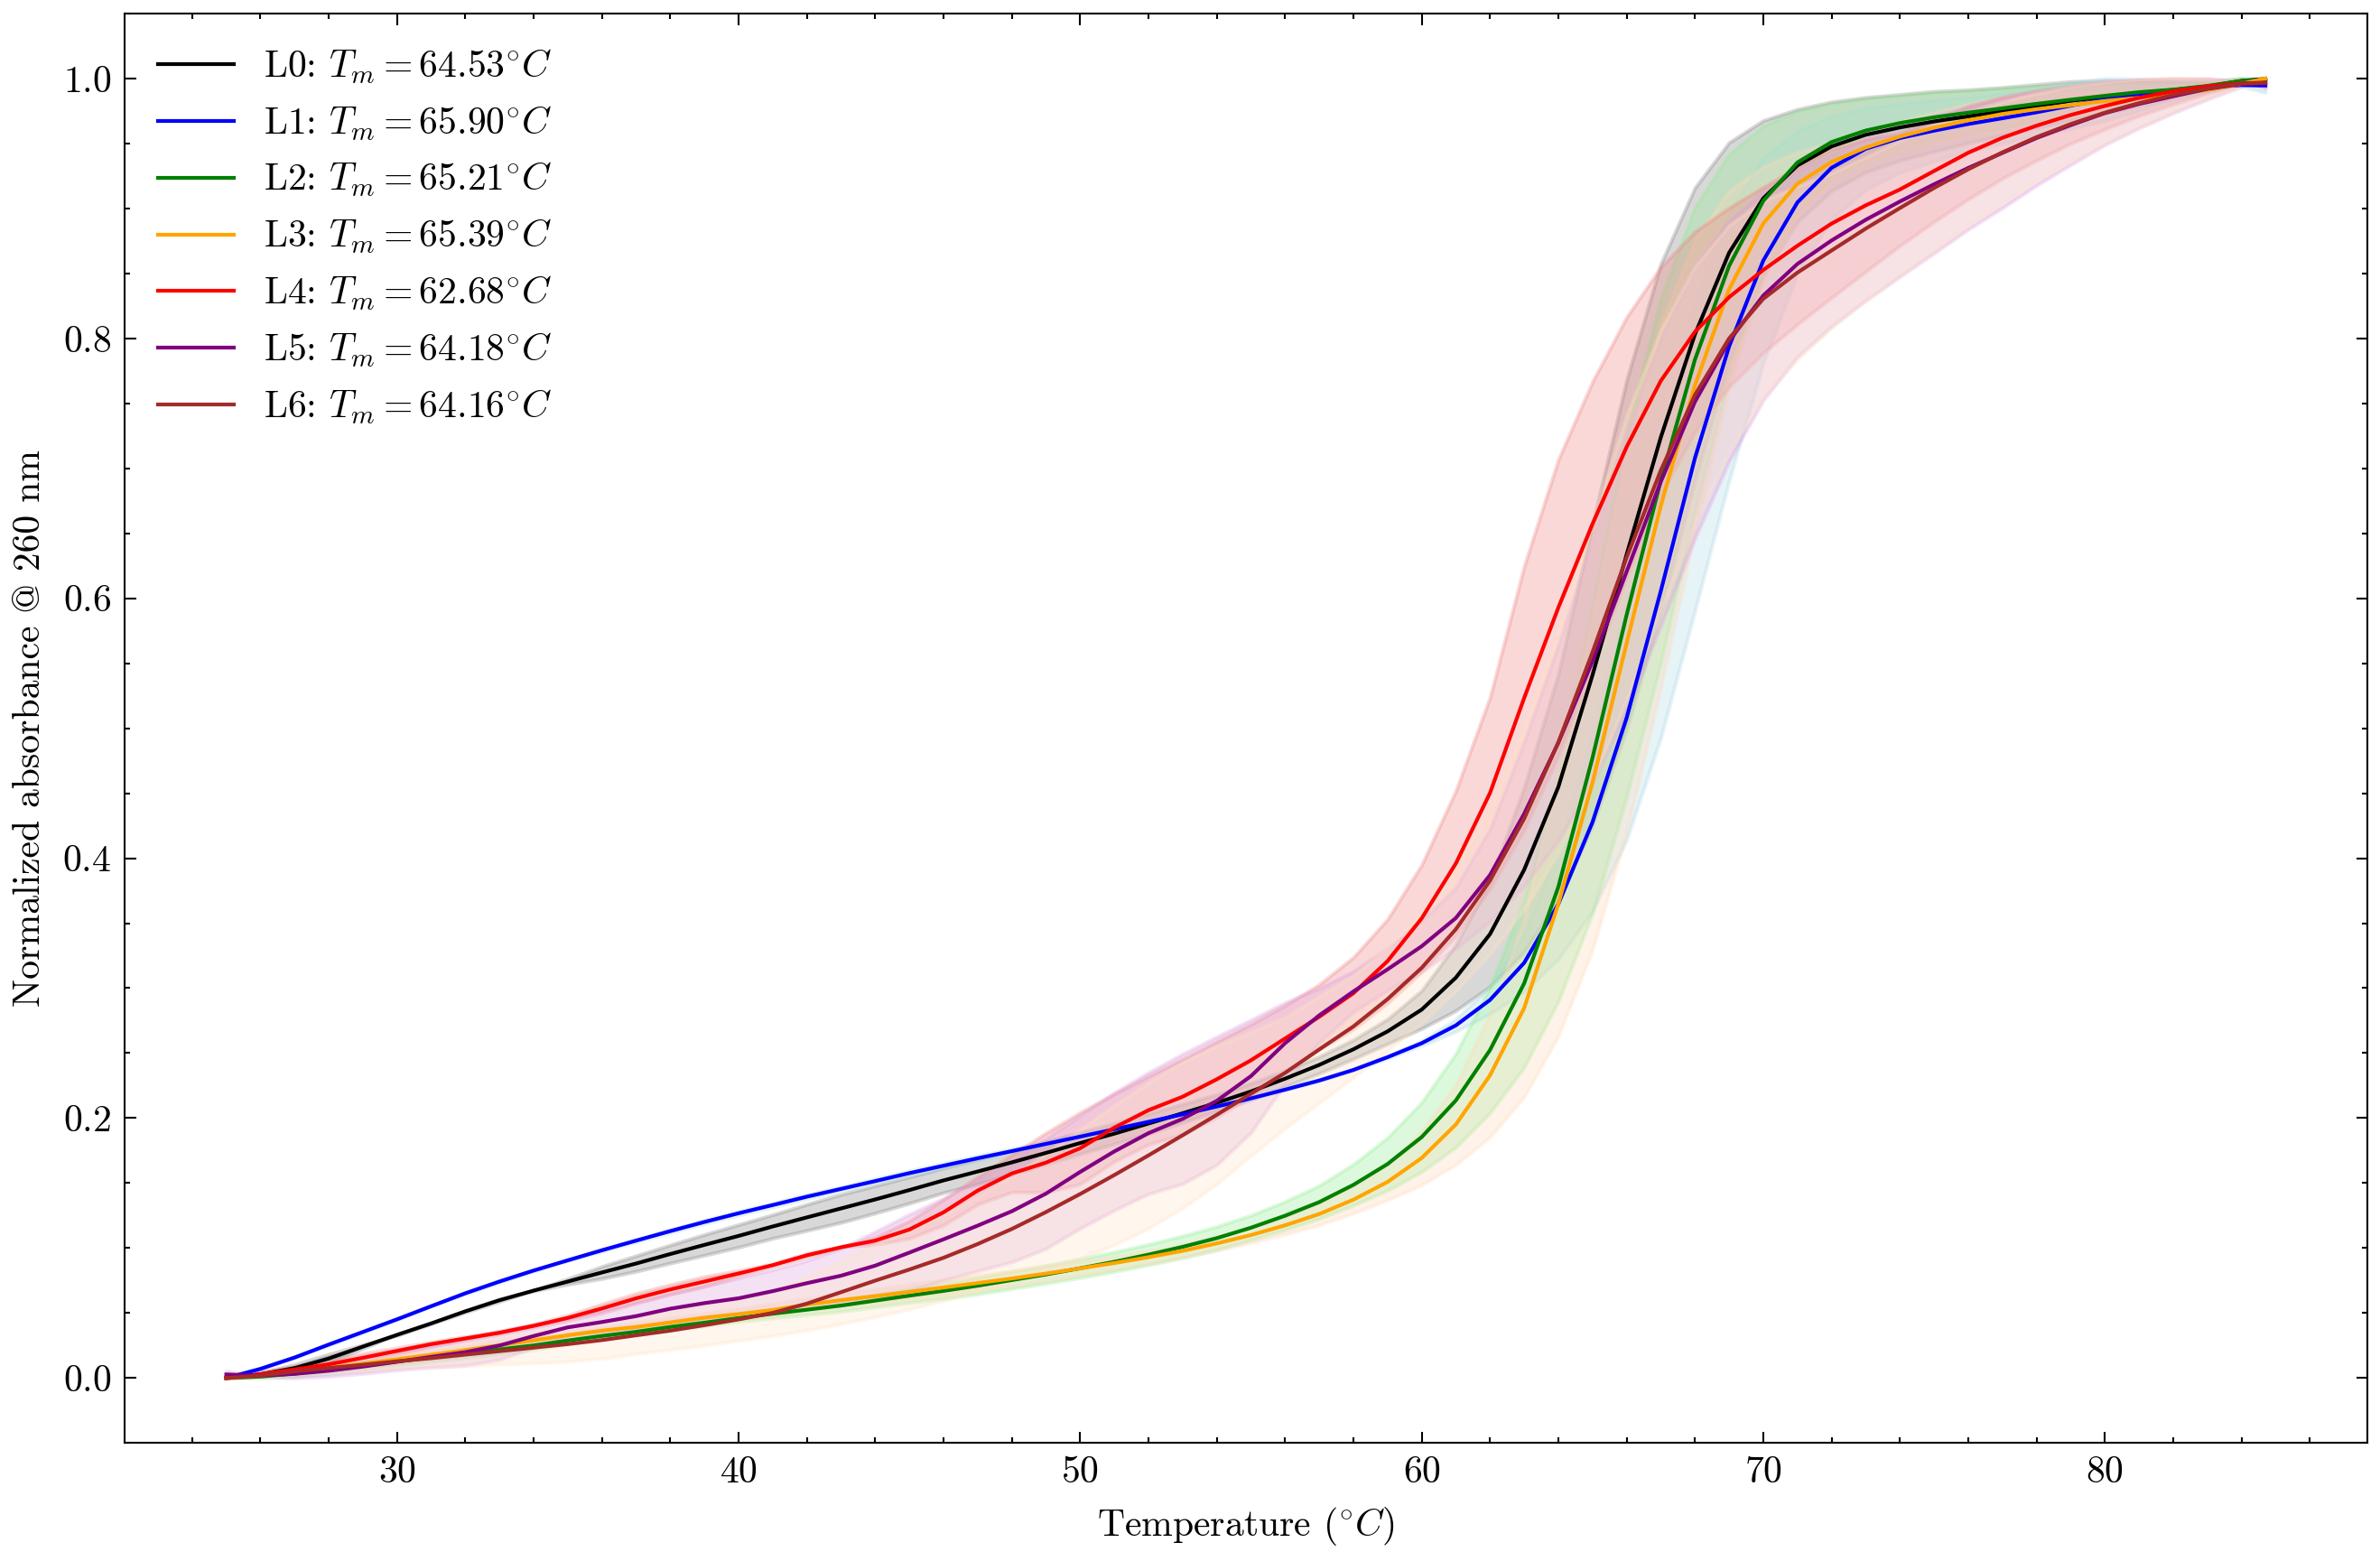 L0: T_m = 64.53°C
L1: T_m = 65.90°C
L2: T_m = 65.21°C
L3: T_m = 65.39°C
L4: T_m = 62.68°C
L5: T_m = 64.18°C
L6: T_m = 64.16°C
Normalized absorbance @ 260 nm
1.0
0.8
0.6
0.4
0.2
0.0
30 40 50 60 70 80
Temperature (°C)